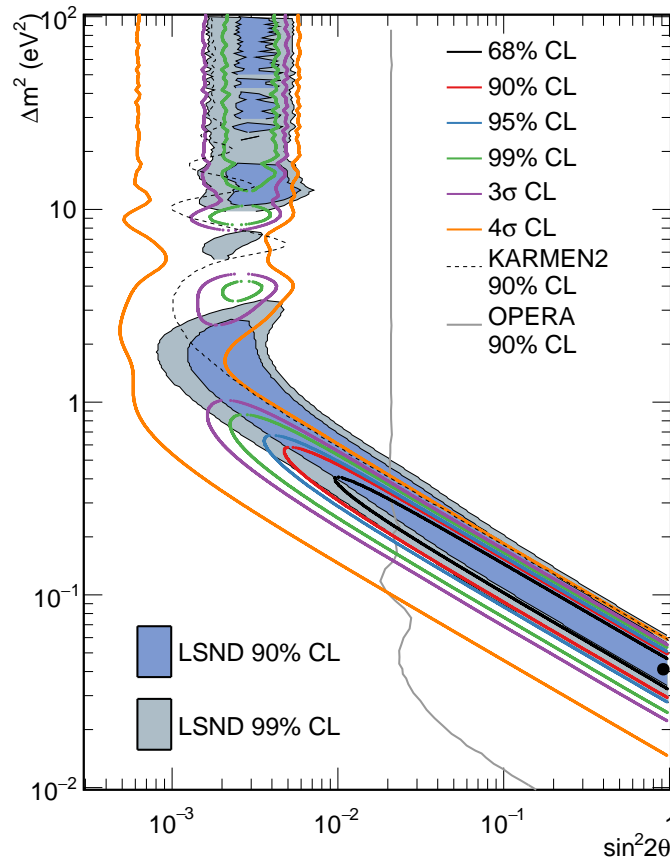 10²
Δm² (eV²)
68% CL
90% CL
95% CL
99% CL
3σ CL
4σ CL
KARMEN2
90% CL
OPERA
90% CL
10
1
10⁻¹
LSND 90% CL
LSND 99% CL
10⁻²
10⁻³
10⁻²
10⁻¹
1
sin²2θ